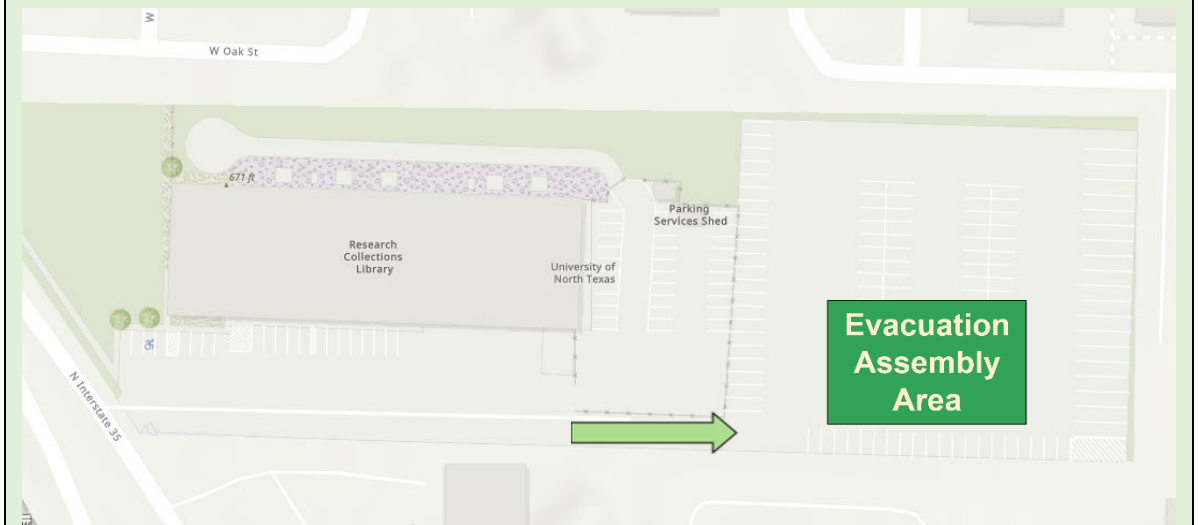 W
W Oak St
671 ft
Parking
Services Shed
Research
Collections
Library
University of
North Texas
Evacuation
Assembly
Area
N Interstate 35